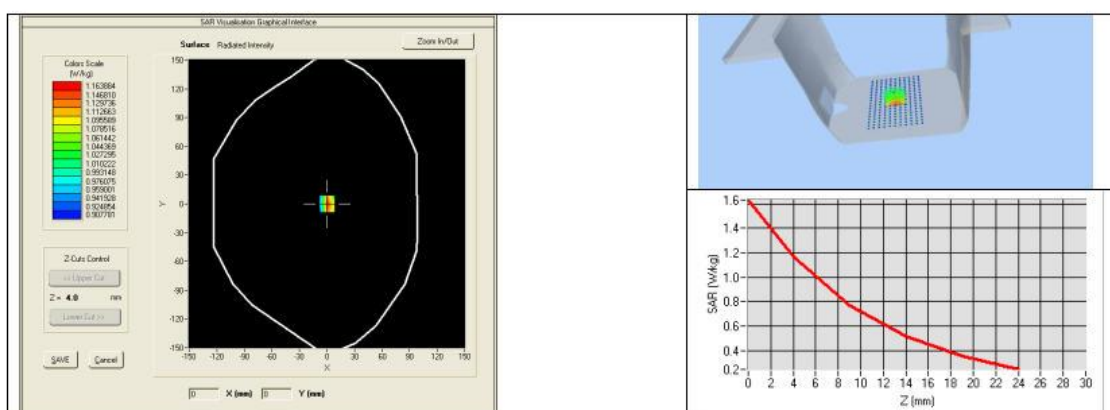 SAR Visualisation Graphical Interface
Surface Radiated Intensity
Zoom In/Out
Colors Scale
(W/kg)
1.163884
1.146810
1.129736
1.112663
1.095589
1.078516
1.061442
1.044369
1.027295
1.010222
0.993148
0.976075
0.959001
0.941928
0.924854
0.907781
Z-Cuts Control
<< Upper Cut
Z = 4.0 mm
Lower Cut >>
SAVE Cancel
150
120
90
60
30
0
-30
-60
-90
-120
-150
Y
-150 -120 -90 -60 -30 0 30 60 90 120 150
X
0 X (mm) 0 Y (mm)
1.6
1.4
1.2
1.0
0.8
0.6
0.4
0.2
SAR (W/kg)
0 2 4 6 8 10 12 14 16 18 20 22 24 26 28 30
Z (mm)